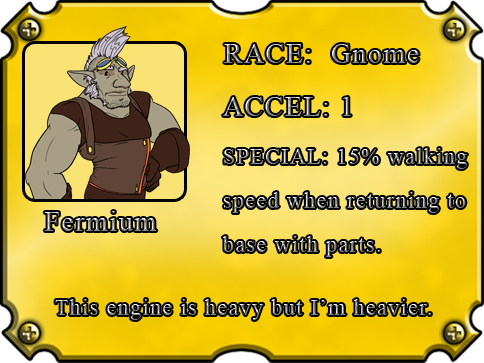 RACE: Gnome
ACCEL: 1
SPECIAL: 15% walking
speed when returning to
base with parts.
Fermium
This engine is heavy but I'm heavier.